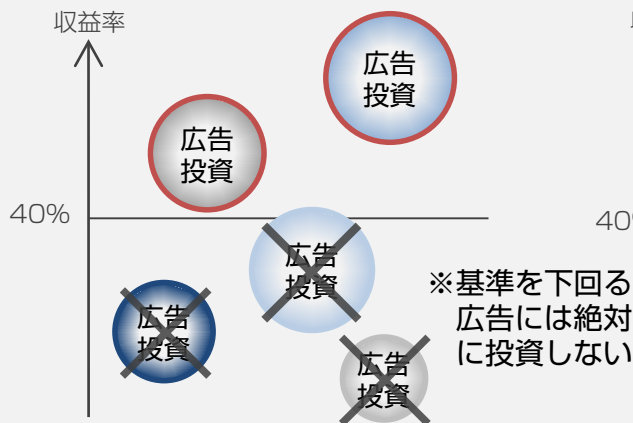 収益率
広告
投資
広告
投資
40%
広告
投資
広告
投資
広告
投資
※基準を下回る
広告には絶対
に投資しない
40%